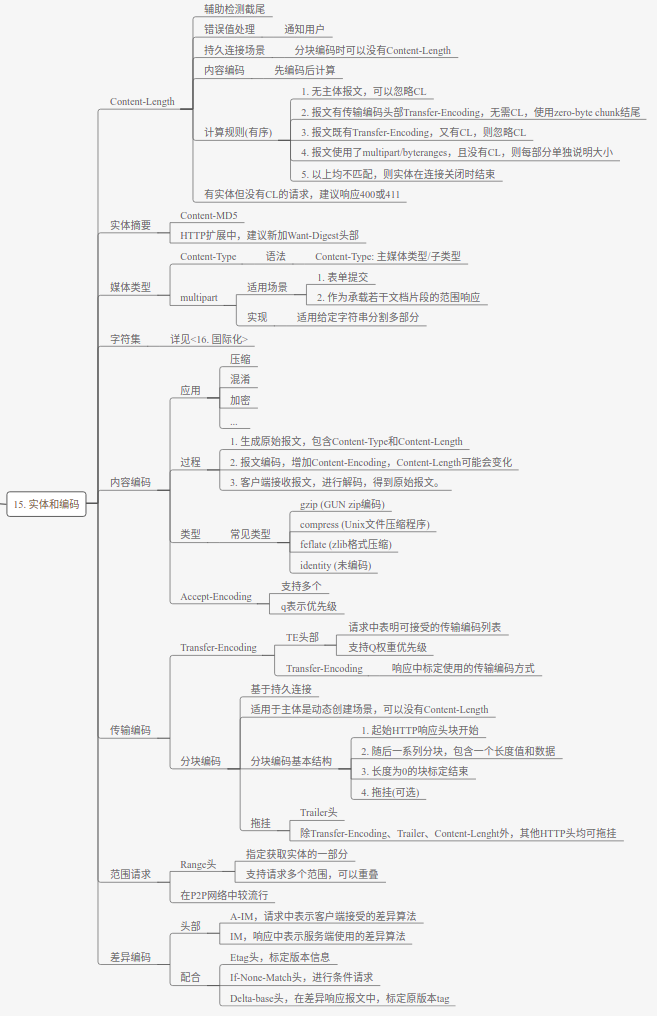 15. 实体和编码
Content-Length
辅助检测截尾
错误值处理 通知用户
持久连接场景 分块编码时可以没有Content-Length
内容编码 先编码后计算
计算规则(有序)
1. 无主体报文，可以忽略CL
2. 报文有传输编码头部Transfer-Encoding，无需CL，使用zero-byte chunk结尾
3. 报文既有Transfer-Encoding，又有CL，则忽略CL
4. 报文使用了multipart/byteranges，且没有CL，则每部分单独说明大小
5. 以上均不匹配，则实体在连接关闭时结束
有实体但没有CL的请求，建议响应400或411
实体摘要
Content-MD5
HTTP扩展中，建议新加Want-Digest头部
媒体类型
Content-Type 语法 Content-Type: 主媒体类型/子类型
multipart
适用场景
1. 表单提交
2. 作为承载若干文档片段的范围响应
实现 适用给定字符串分割多部分
字符集 详见<16. 国际化>
内容编码
应用
压缩
混淆
加密
...
过程
1. 生成原始报文，包含Content-Type和Content-Length
2. 报文编码，增加Content-Encoding，Content-Length可能会变化
3. 客户端接收报文，进行解码，得到原始报文。
类型 常见类型
gzip (GUN zip编码)
compress (Unix文件压缩程序)
feflate (zlib格式压缩)
identity (未编码)
Accept-Encoding
支持多个
q表示优先级
传输编码
Transfer-Encoding
TE头部
请求中表明可接受的传输编码列表
支持Q权重优先级
Transfer-Encoding 响应中标定使用的传输编码方式
分块编码
基于持久连接
适用于主体是动态创建场景，可以没有Content-Length
分块编码基本结构
1. 起始HTTP响应头块开始
2. 随后一系列分块，包含一个长度值和数据
3. 长度为0的块标定结束
4. 拖挂(可选)
拖挂
Trailer头
除Transfer-Encoding、Trailer、Content-Lenght外，其他HTTP头均可拖挂
范围请求
Range头
指定获取实体的一部分
支持请求多个范围，可以重叠
在P2P网络中较流行
差异编码
头部
A-IM，请求中表示客户端接受的差异算法
IM，响应中表示服务端使用的差异算法
配合
Etag头，标定版本信息
If-None-Match头，进行条件请求
Delta-base头，在差异响应报文中，标定原版本tag